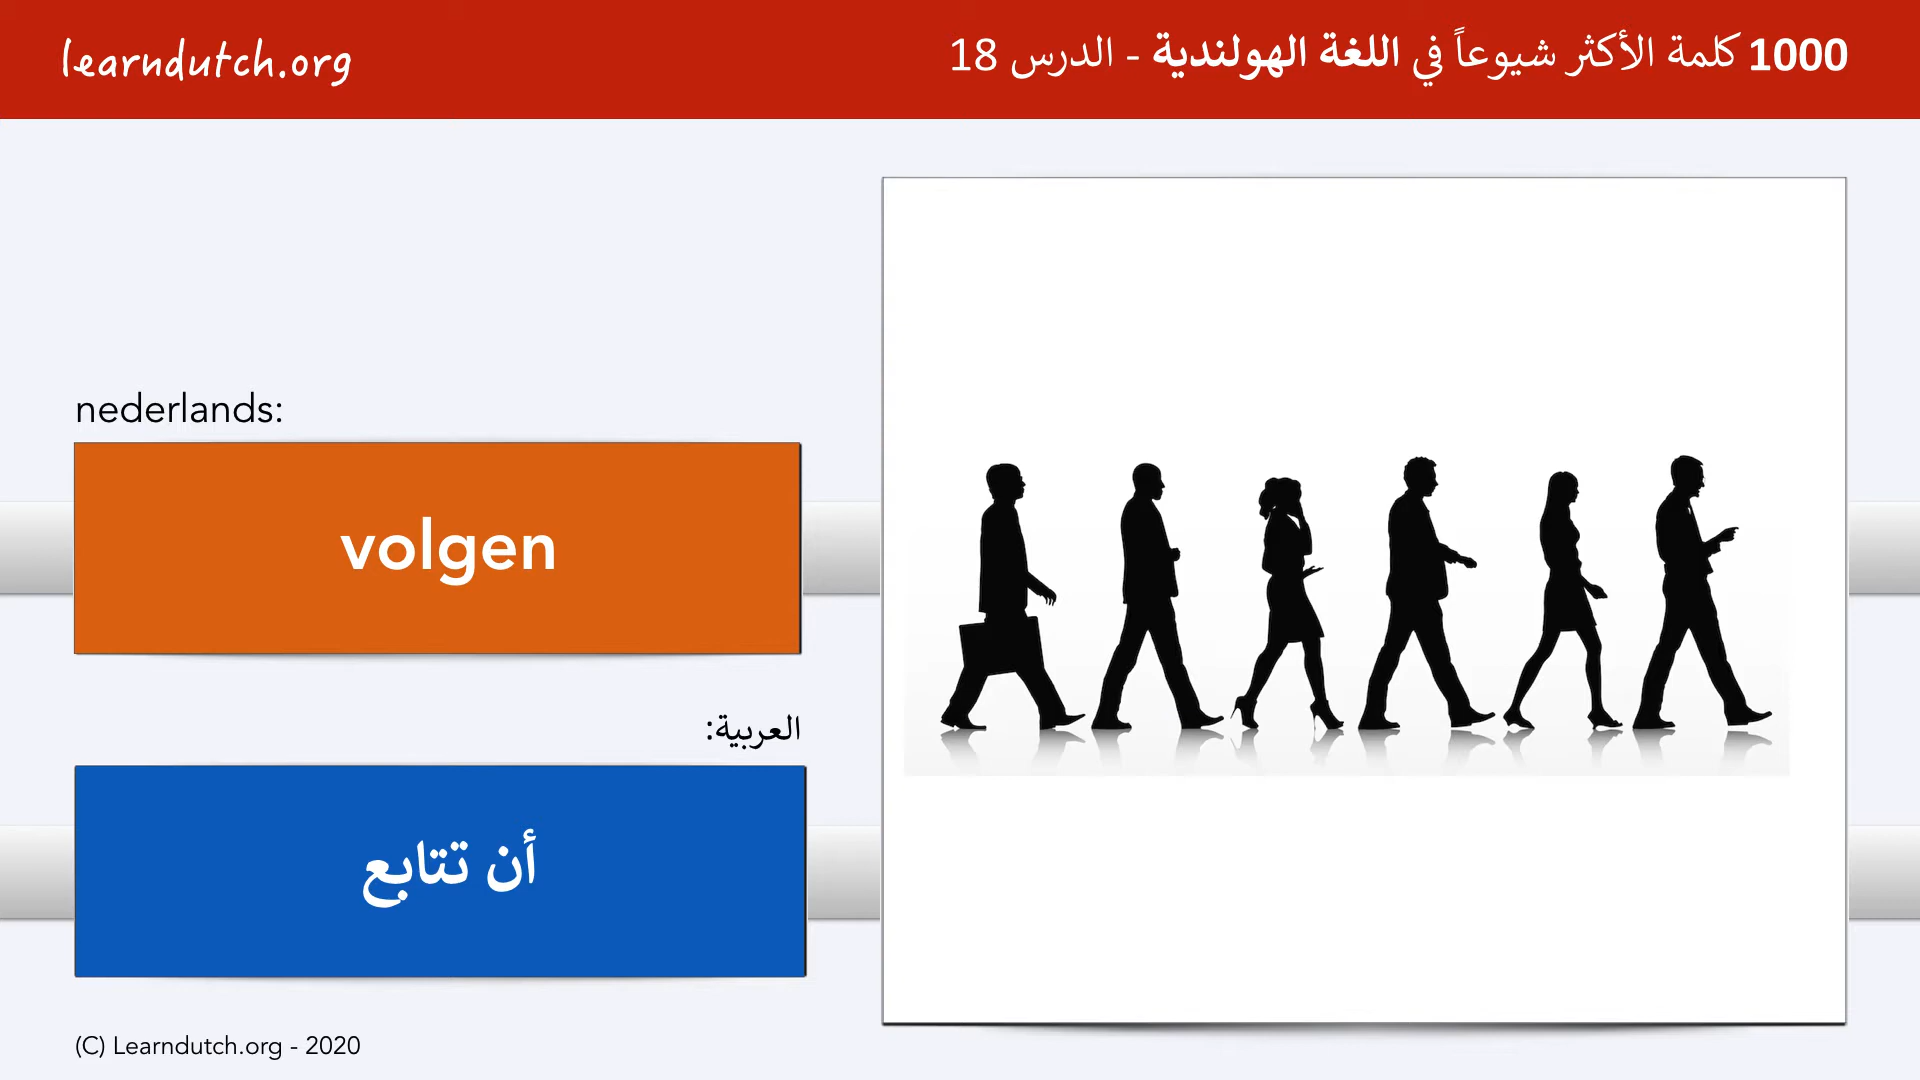 learndutch.org
1000 كلمة الأكثر شيوعاً في اللغة الهولندية - الدرس 18
nederlands:
volgen
العربية:
أن تتابع
(C) Learndutch.org - 2020